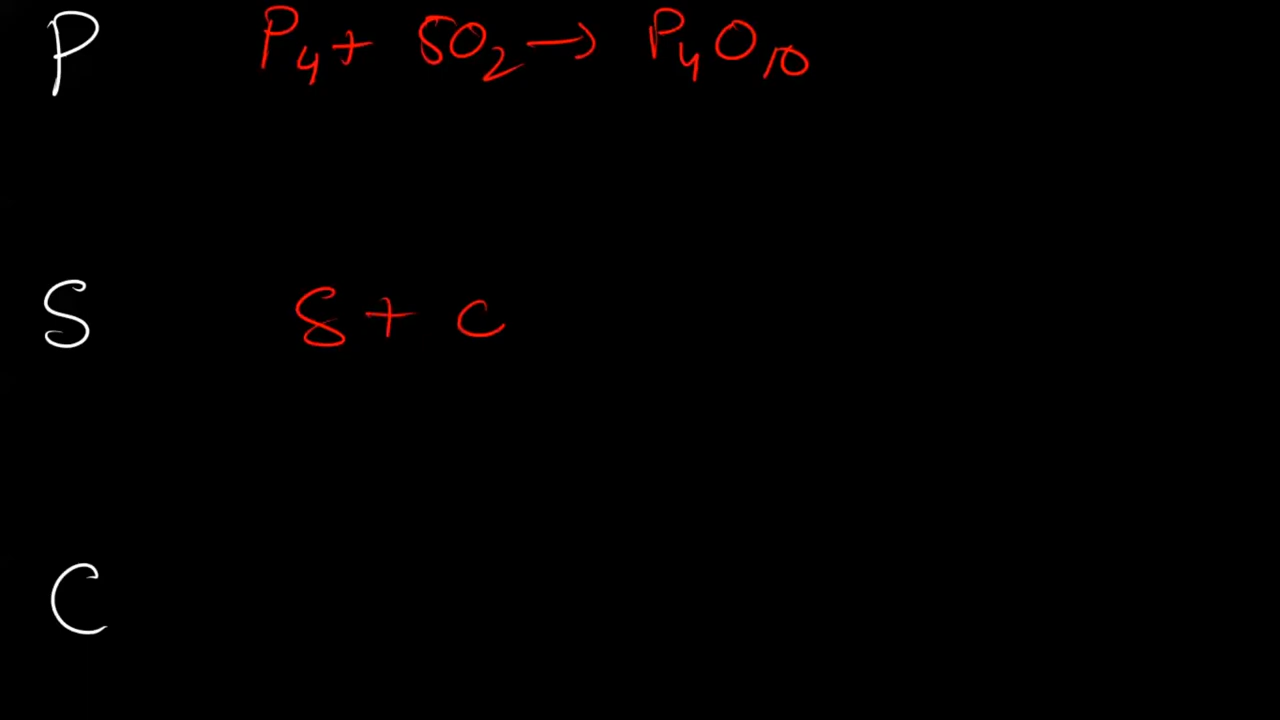 P P₄ + 5O₂ → P₄O₁₀
S S + C
C